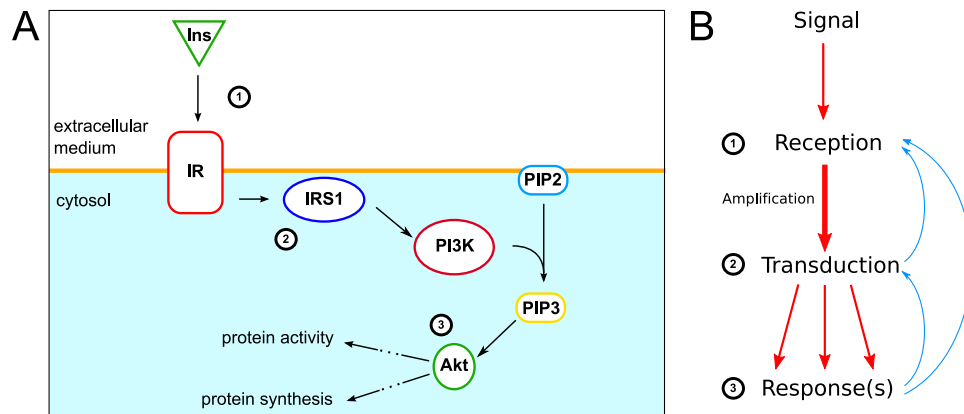 A
Ins
1
extracellular
medium
IR
cytosol
IRS1
2
PIP2
PI3K
PIP3
3
protein activity
Akt
protein synthesis
B
Signal
1 Reception
Amplification
2 Transduction
3 Response(s)